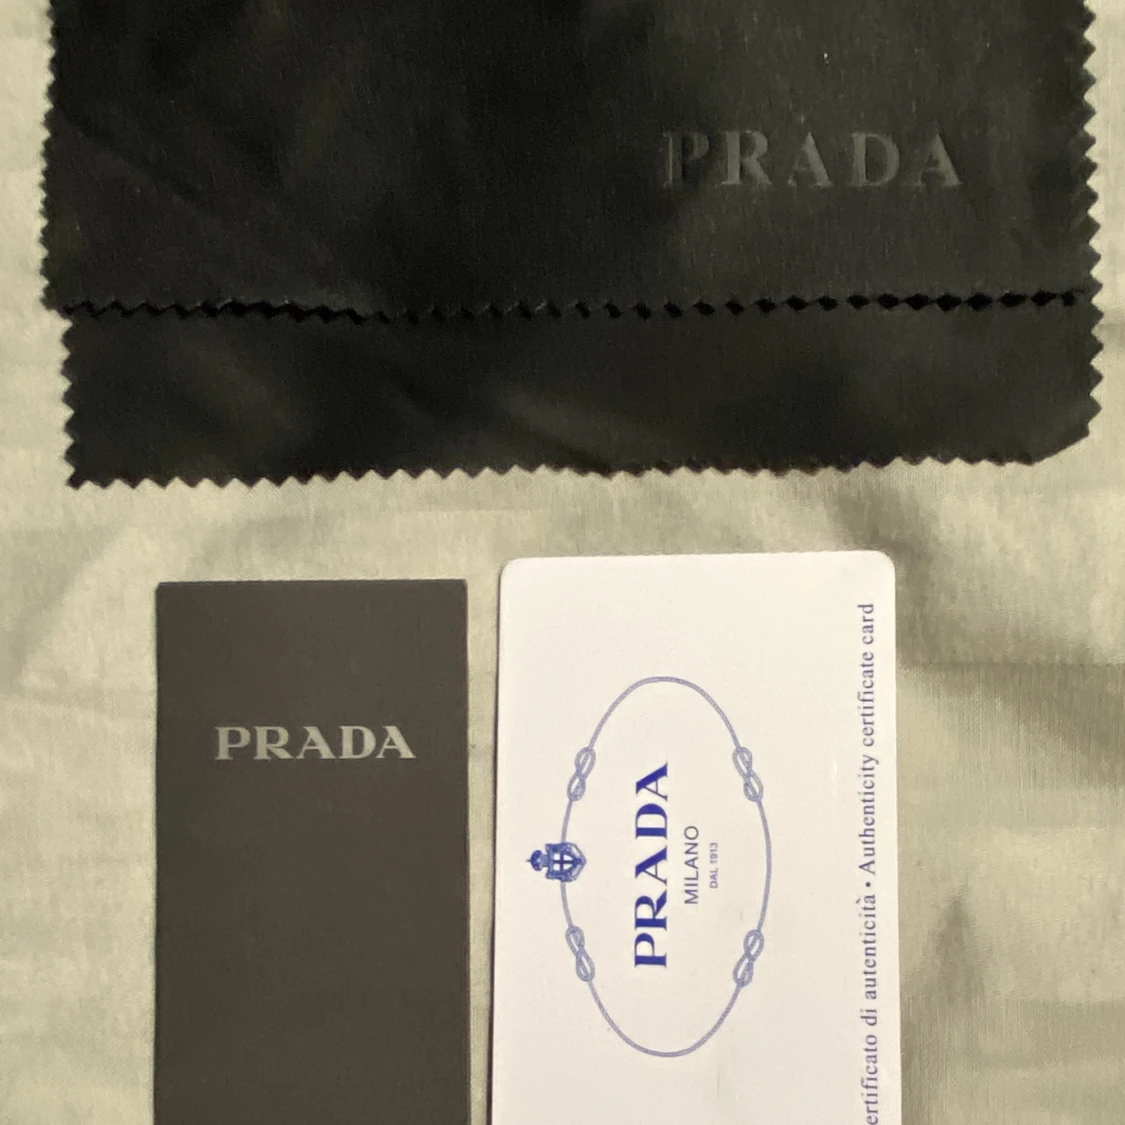 PRADA
PRADA
PRADA
MILANO
DAL 1913
ertificato di autenticità • Authenticity certificate card